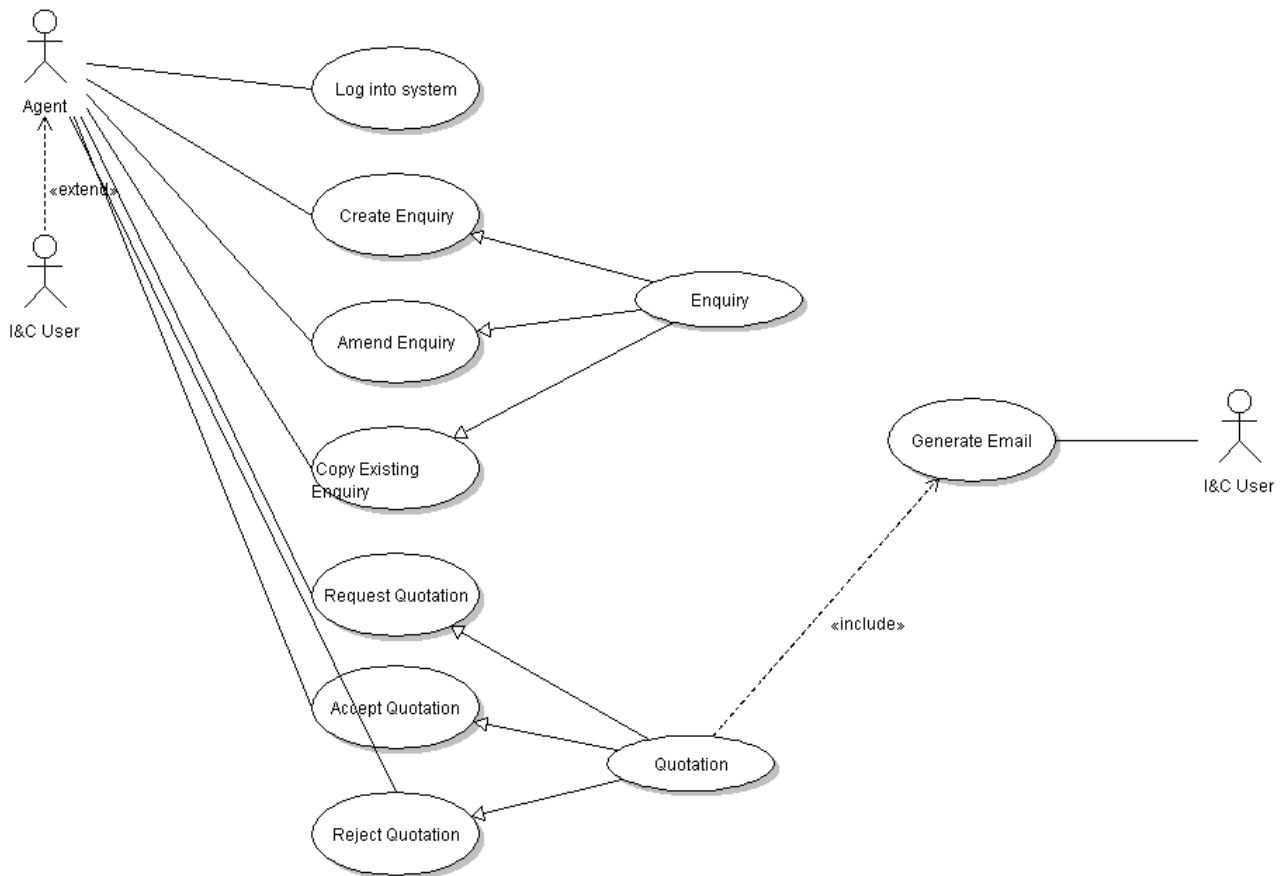 Log into system
Agent
«extend»
Create Enquiry
I&C User
Enquiry
Amend Enquiry
Generate Email
Copy Existing
Enquiry
I&C User
Request Quotation
«include»
Accept Quotation
Quotation
Reject Quotation